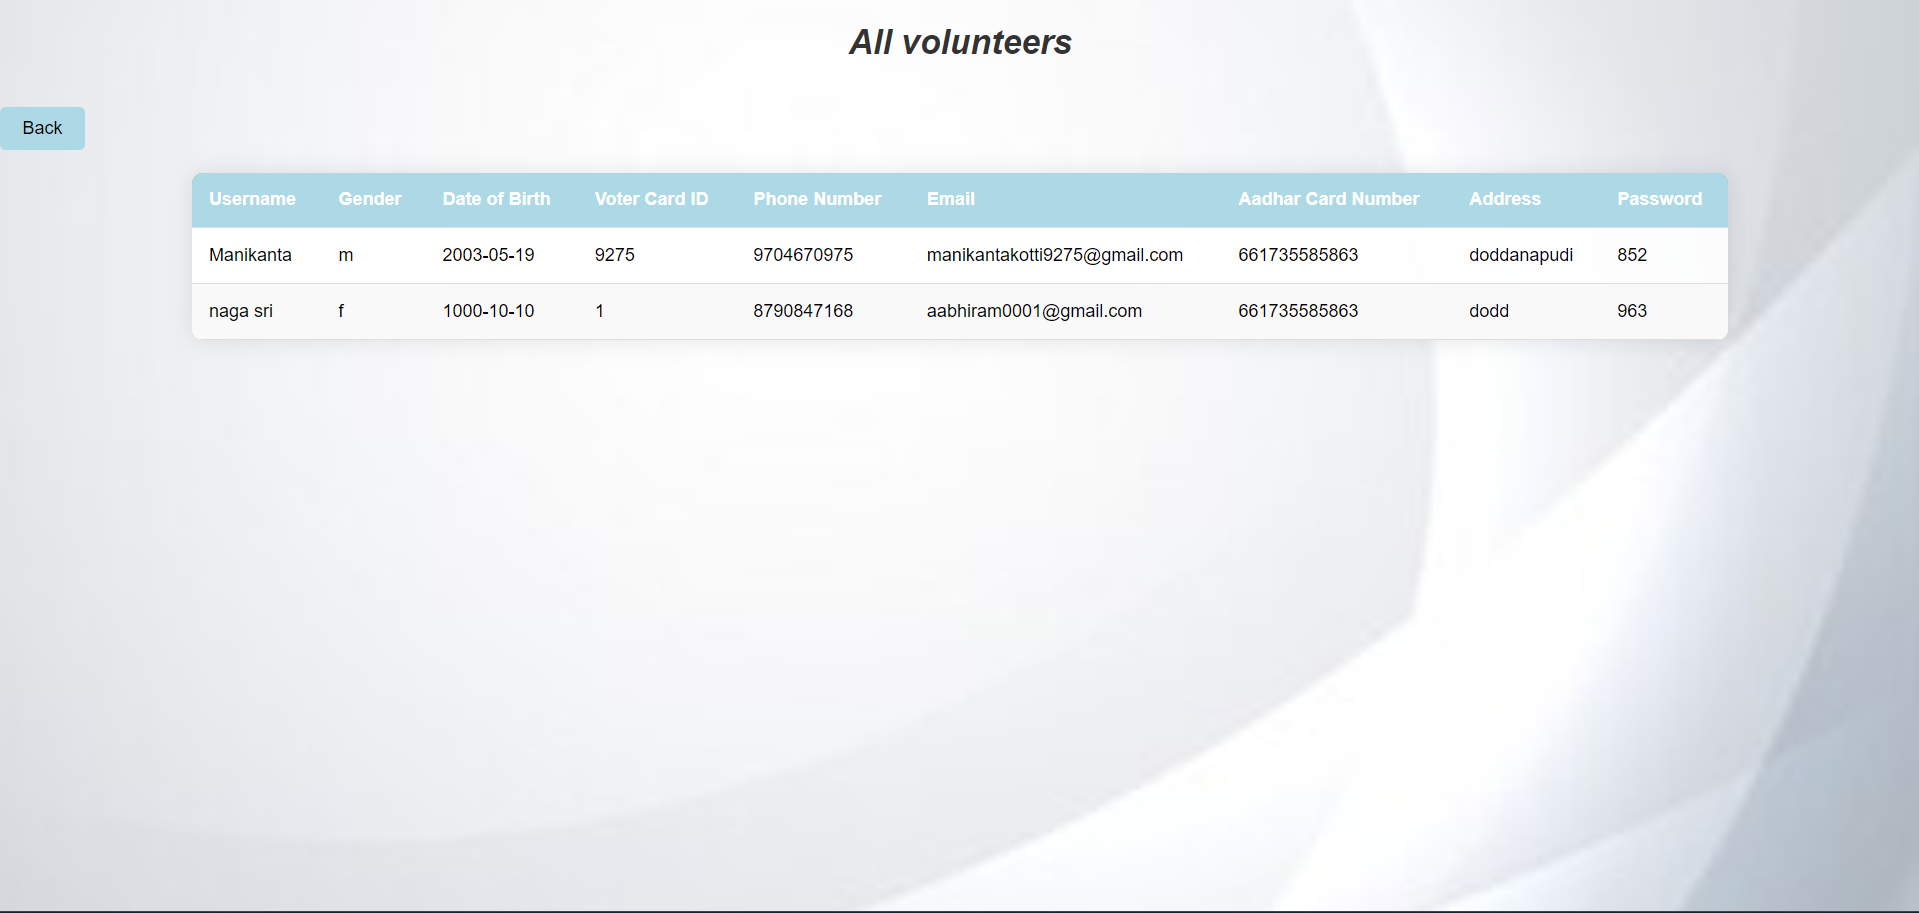 All volunteers
Back
Username Gender Date of Birth Voter Card ID Phone Number Email Aadhar Card Number Address Password
Manikanta m 2003-05-19 9275 9704670975 manikantakotti9275@gmail.com 661735585863 doddanapudi 852
naga sri f 1000-10-10 1 8790847168 aabhiram0001@gmail.com 661735585863 dodd 963